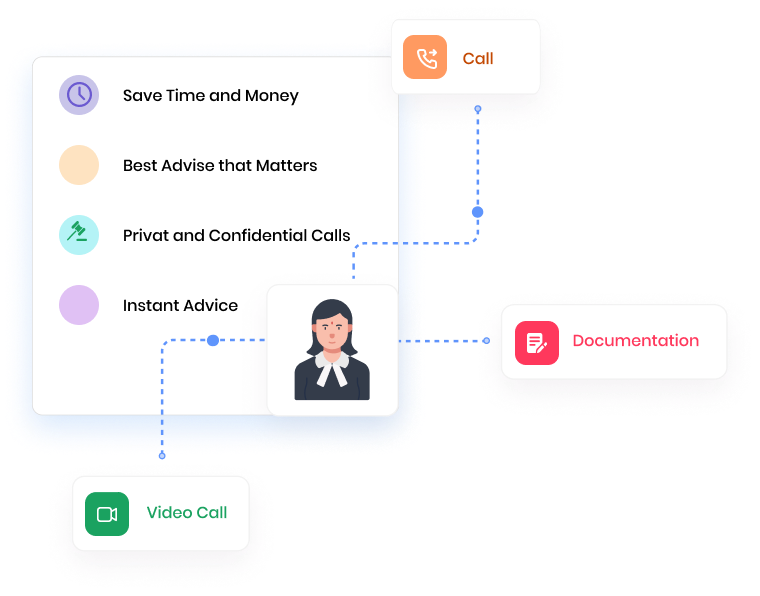 Call
Save Time and Money
Best Advise that Matters
Privat and Confidential Calls
Instant Advice
Documentation
Video Call